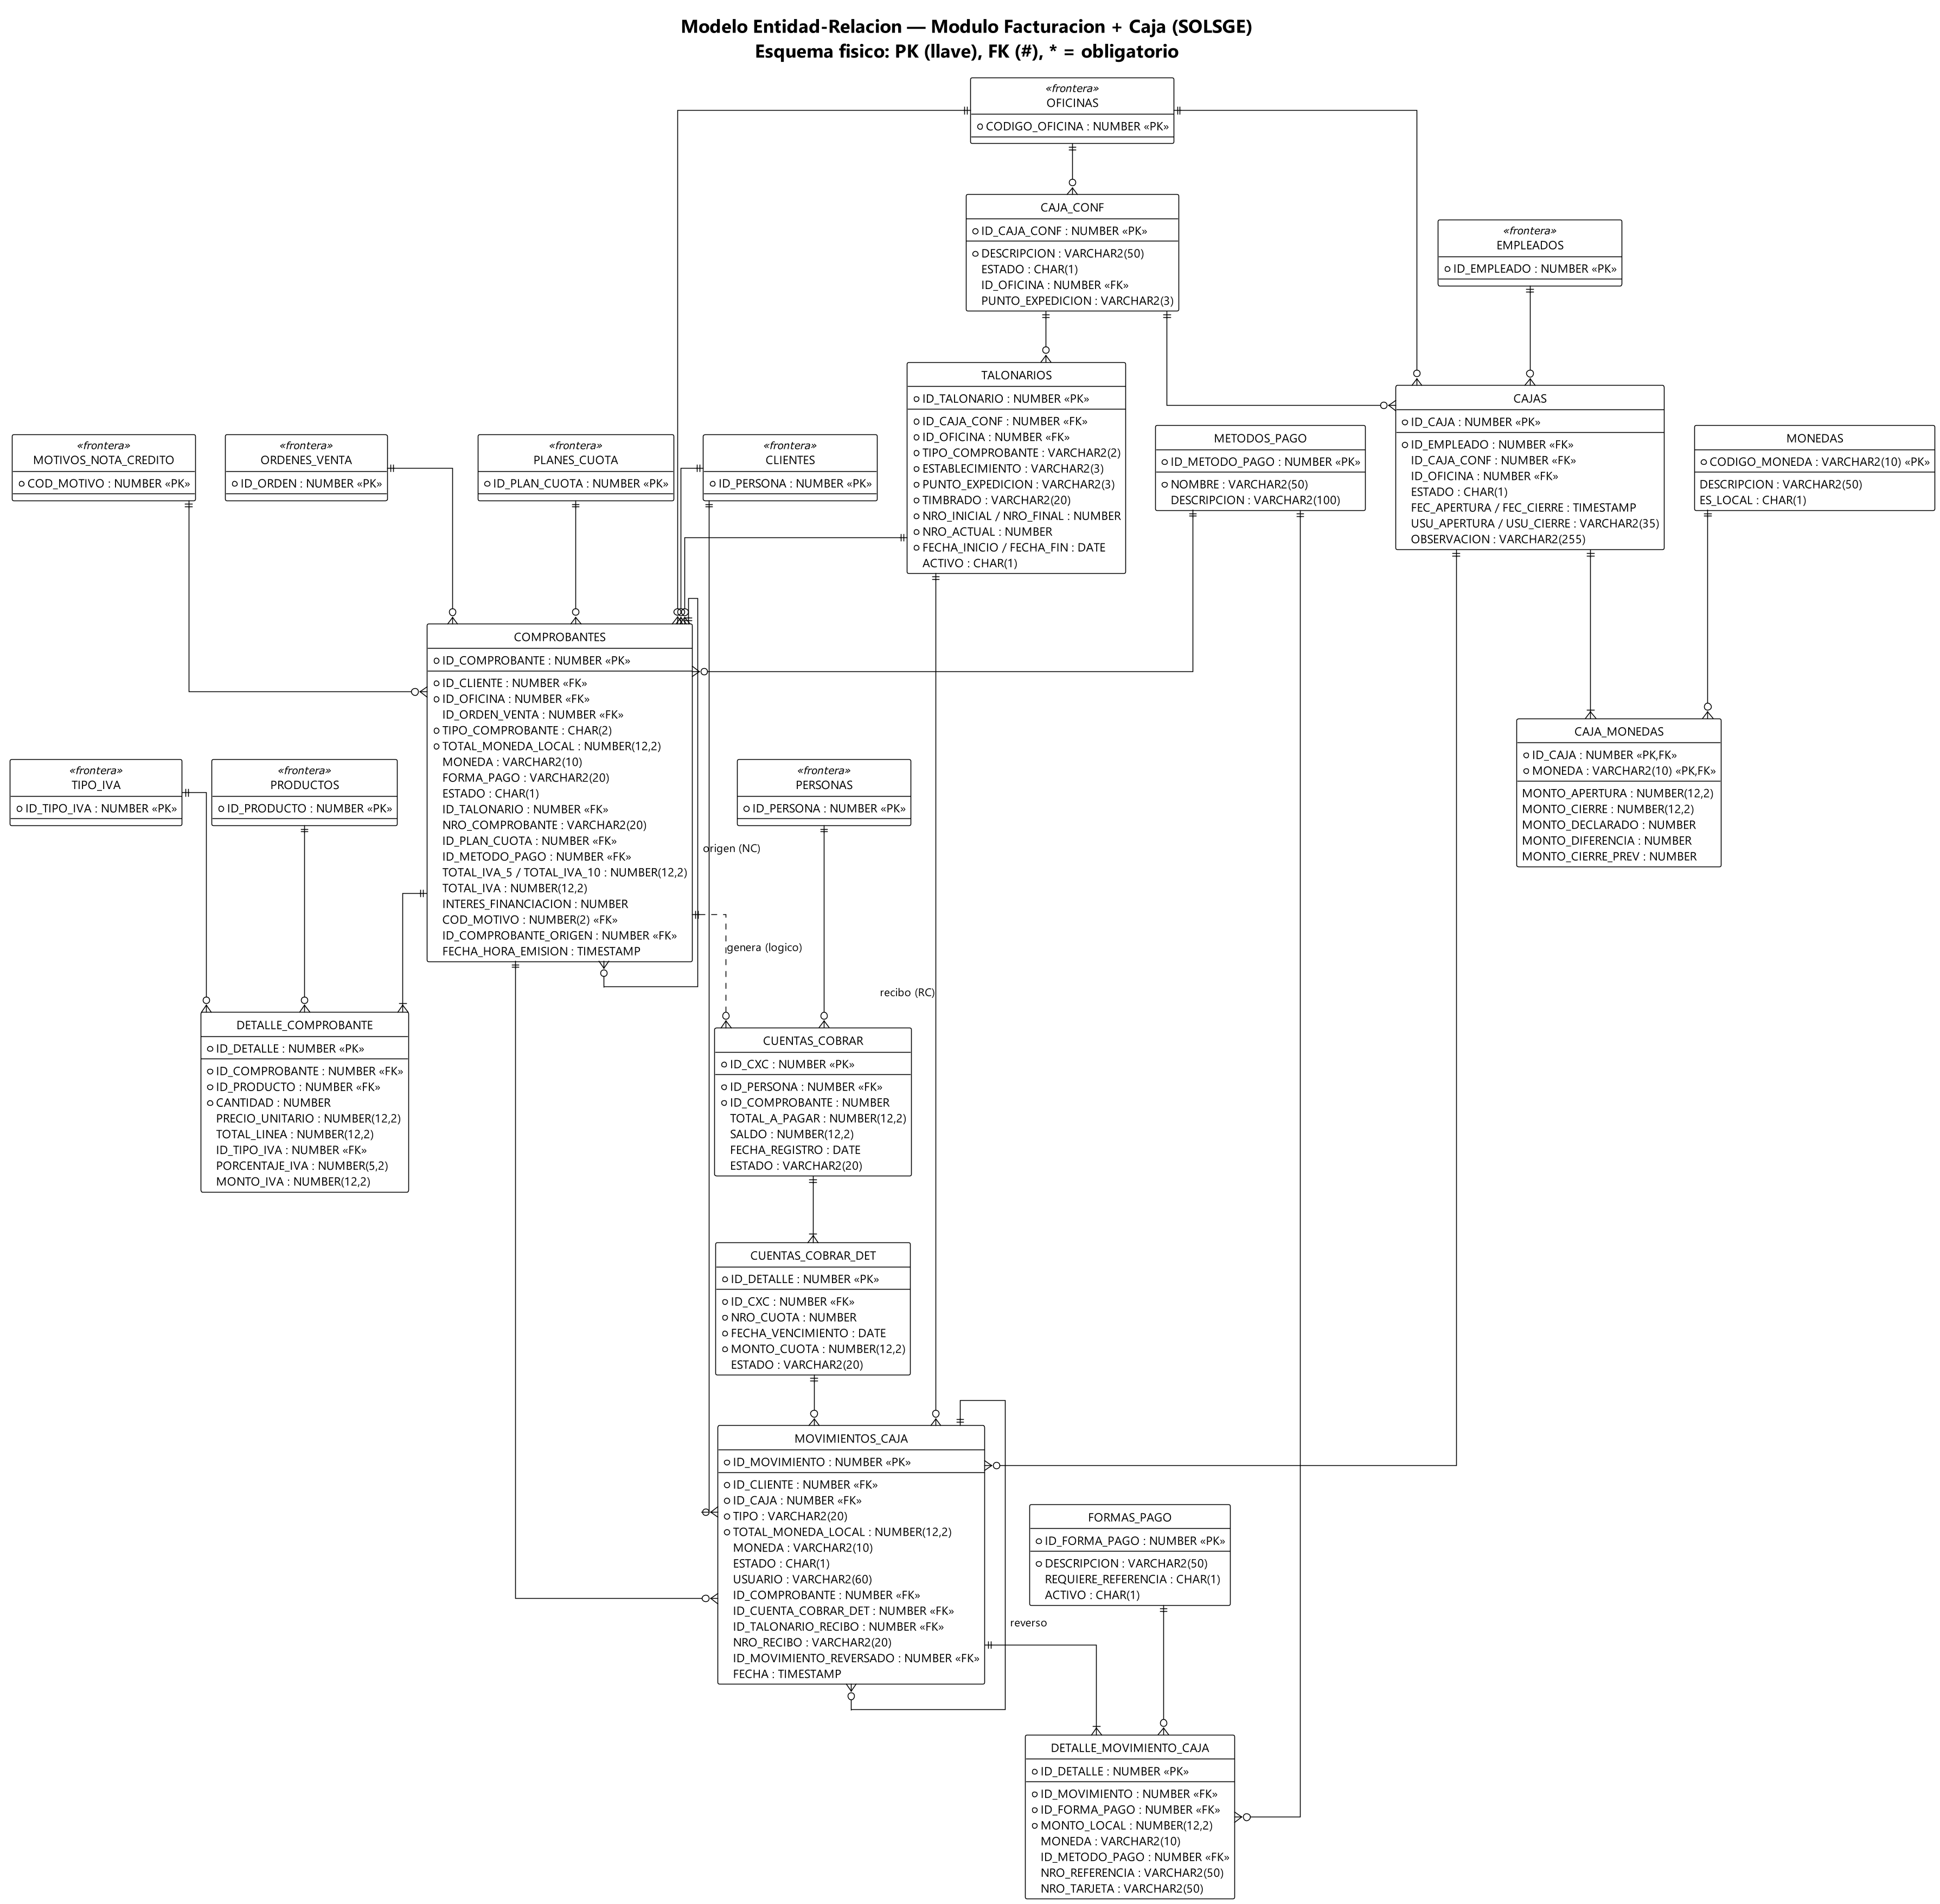 Modelo Entidad-Relacion — Modulo Facturacion + Caja (SOLSGE)
Esquema fisico: PK (llave), FK (#), * = obligatorio
«frontera»
OFICINAS
CODIGO_OFICINA : NUMBER «PK»
CAJA_CONF
ID_CAJA_CONF : NUMBER «PK»
DESCRIPCION : VARCHAR2(50)
ESTADO : CHAR(1)
ID_OFICINA : NUMBER «FK»
PUNTO_EXPEDICION : VARCHAR2(3)
«frontera»
EMPLEADOS
ID_EMPLEADO : NUMBER «PK»
TALONARIOS
ID_TALONARIO : NUMBER «PK»
ID_CAJA_CONF : NUMBER «FK»
ID_OFICINA : NUMBER «FK»
TIPO_COMPROBANTE : VARCHAR2(2)
ESTABLECIMIENTO : VARCHAR2(3)
PUNTO_EXPEDICION : VARCHAR2(3)
TIMBRADO : VARCHAR2(20)
NRO_INICIAL / NRO_FINAL : NUMBER
NRO_ACTUAL : NUMBER
FECHA_INICIO / FECHA_FIN : DATE
ACTIVO : CHAR(1)
CAJAS
ID_CAJA : NUMBER «PK»
ID_EMPLEADO : NUMBER «FK»
ID_CAJA_CONF : NUMBER «FK»
ID_OFICINA : NUMBER «FK»
ESTADO : CHAR(1)
FEC_APERTURA / FEC_CIERRE : TIMESTAMP
USU_APERTURA / USU_CIERRE : VARCHAR2(35)
OBSERVACION : VARCHAR2(255)
«frontera»
MOTIVOS_NOTA_CREDITO
COD_MOTIVO : NUMBER «PK»
«frontera»
ORDENES_VENTA
ID_ORDEN : NUMBER «PK»
«frontera»
PLANES_CUOTA
ID_PLAN_CUOTA : NUMBER «PK»
«frontera»
CLIENTES
ID_PERSONA : NUMBER «PK»
METODOS_PAGO
ID_METODO_PAGO : NUMBER «PK»
NOMBRE : VARCHAR2(50)
DESCRIPCION : VARCHAR2(100)
MONEDAS
CODIGO_MONEDA : VARCHAR2(10) «PK»
DESCRIPCION : VARCHAR2(50)
ES_LOCAL : CHAR(1)
COMPROBANTES
ID_COMPROBANTE : NUMBER «PK»
ID_CLIENTE : NUMBER «FK»
ID_OFICINA : NUMBER «FK»
ID_ORDEN_VENTA : NUMBER «FK»
TIPO_COMPROBANTE : CHAR(2)
TOTAL_MONEDA_LOCAL : NUMBER(12,2)
MONEDA : VARCHAR2(10)
FORMA_PAGO : VARCHAR2(20)
ESTADO : CHAR(1)
ID_TALONARIO : NUMBER «FK»
NRO_COMPROBANTE : VARCHAR2(20)
ID_PLAN_CUOTA : NUMBER «FK»
ID_METODO_PAGO : NUMBER «FK»
TOTAL_IVA_5 / TOTAL_IVA_10 : NUMBER(12,2)
TOTAL_IVA : NUMBER(12,2)
INTERES_FINANCIACION : NUMBER
COD_MOTIVO : NUMBER(2) «FK»
ID_COMPROBANTE_ORIGEN : NUMBER «FK»
FECHA_HORA_EMISION : TIMESTAMP
CAJA_MONEDAS
ID_CAJA : NUMBER «PK,FK»
MONEDA : VARCHAR2(10) «PK,FK»
MONTO_APERTURA : NUMBER(12,2)
MONTO_CIERRE : NUMBER(12,2)
MONTO_DECLARADO : NUMBER
MONTO_DIFERENCIA : NUMBER
MONTO_CIERRE_PREV : NUMBER
«frontera»
TIPO_IVA
ID_TIPO_IVA : NUMBER «PK»
«frontera»
PRODUCTOS
ID_PRODUCTO : NUMBER «PK»
«frontera»
PERSONAS
ID_PERSONA : NUMBER «PK»
origen (NC)
genera (logico)
recibo (RC)
DETALLE_COMPROBANTE
ID_DETALLE : NUMBER «PK»
ID_COMPROBANTE : NUMBER «FK»
ID_PRODUCTO : NUMBER «FK»
CANTIDAD : NUMBER
PRECIO_UNITARIO : NUMBER(12,2)
TOTAL_LINEA : NUMBER(12,2)
ID_TIPO_IVA : NUMBER «FK»
PORCENTAJE_IVA : NUMBER(5,2)
MONTO_IVA : NUMBER(12,2)
CUENTAS_COBRAR
ID_CXC : NUMBER «PK»
ID_PERSONA : NUMBER «FK»
ID_COMPROBANTE : NUMBER
TOTAL_A_PAGAR : NUMBER(12,2)
SALDO : NUMBER(12,2)
FECHA_REGISTRO : DATE
ESTADO : VARCHAR2(20)
CUENTAS_COBRAR_DET
ID_DETALLE : NUMBER «PK»
ID_CXC : NUMBER «FK»
NRO_CUOTA : NUMBER
FECHA_VENCIMIENTO : DATE
MONTO_CUOTA : NUMBER(12,2)
ESTADO : VARCHAR2(20)
MOVIMIENTOS_CAJA
ID_MOVIMIENTO : NUMBER «PK»
ID_CLIENTE : NUMBER «FK»
ID_CAJA : NUMBER «FK»
TIPO : VARCHAR2(20)
TOTAL_MONEDA_LOCAL : NUMBER(12,2)
MONEDA : VARCHAR2(10)
ESTADO : CHAR(1)
USUARIO : VARCHAR2(60)
ID_COMPROBANTE : NUMBER «FK»
ID_CUENTA_COBRAR_DET : NUMBER «FK»
ID_TALONARIO_RECIBO : NUMBER «FK»
NRO_RECIBO : VARCHAR2(20)
ID_MOVIMIENTO_REVERSADO : NUMBER «FK»
FECHA : TIMESTAMP
FORMAS_PAGO
ID_FORMA_PAGO : NUMBER «PK»
DESCRIPCION : VARCHAR2(50)
REQUIERE_REFERENCIA : CHAR(1)
ACTIVO : CHAR(1)
reverso
DETALLE_MOVIMIENTO_CAJA
ID_DETALLE : NUMBER «PK»
ID_MOVIMIENTO : NUMBER «FK»
ID_FORMA_PAGO : NUMBER «FK»
MONTO_LOCAL : NUMBER(12,2)
MONEDA : VARCHAR2(10)
ID_METODO_PAGO : NUMBER «FK»
NRO_REFERENCIA : VARCHAR2(50)
NRO_TARJETA : VARCHAR2(50)